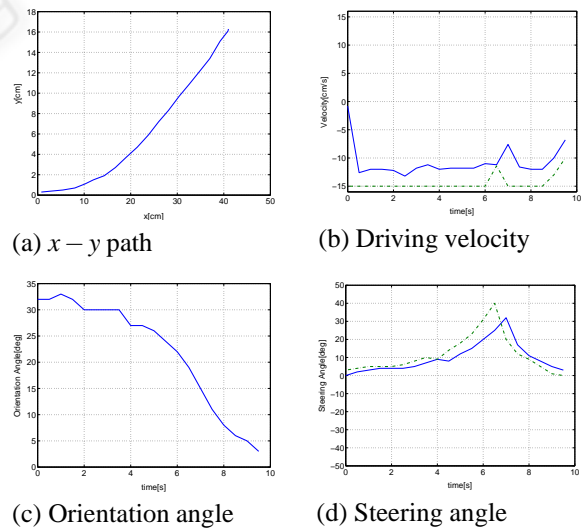 18
16
14
12
10
8
6
4
2
0
0 10 20 30 40 50
y[cm]
x[cm]
(a) x – y path
15
10
5
0
−5
−10
−15
0 2 4 6 8 10
Velocity[cm/s]
time[s]
(b) Driving velocity
35
30
25
20
15
10
5
0
0 2 4 6 8 10
Orientation Angle[deg]
time[s]
(c) Orientation angle
50
40
30
20
10
0
−10
−20
−30
−40
−50
0 2 4 6 8 10
Steering Angle[deg]
time[s]
(d) Steering angle